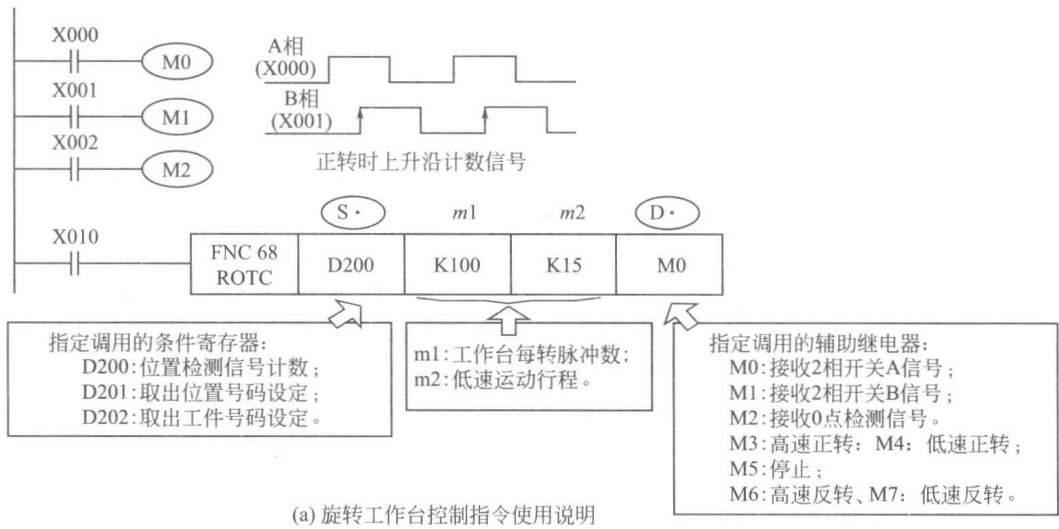 X000
M0
X001
M1
X002
M2
A相
(X000)
B相
(X001)
正转时上升沿计数信号
S· m1 m2 D·
X010
FNC 68
ROTC
D200 K100 K15 M0
指定调用的条件寄存器:
D200:位置检测信号计数;
D201:取出位置号码设定;
D202:取出工件号码设定。
m1:工作台每转脉冲数;
m2:低速运动行程。
指定调用的辅助继电器:
M0:接收2相开关A信号;
M1:接收2相开关B信号;
M2:接收0点检测信号。
M3:高速正转: M4: 低速正转;
M5:停止;
M6:高速反转、M7: 低速反转。
(a) 旋转工作台控制指令使用说明